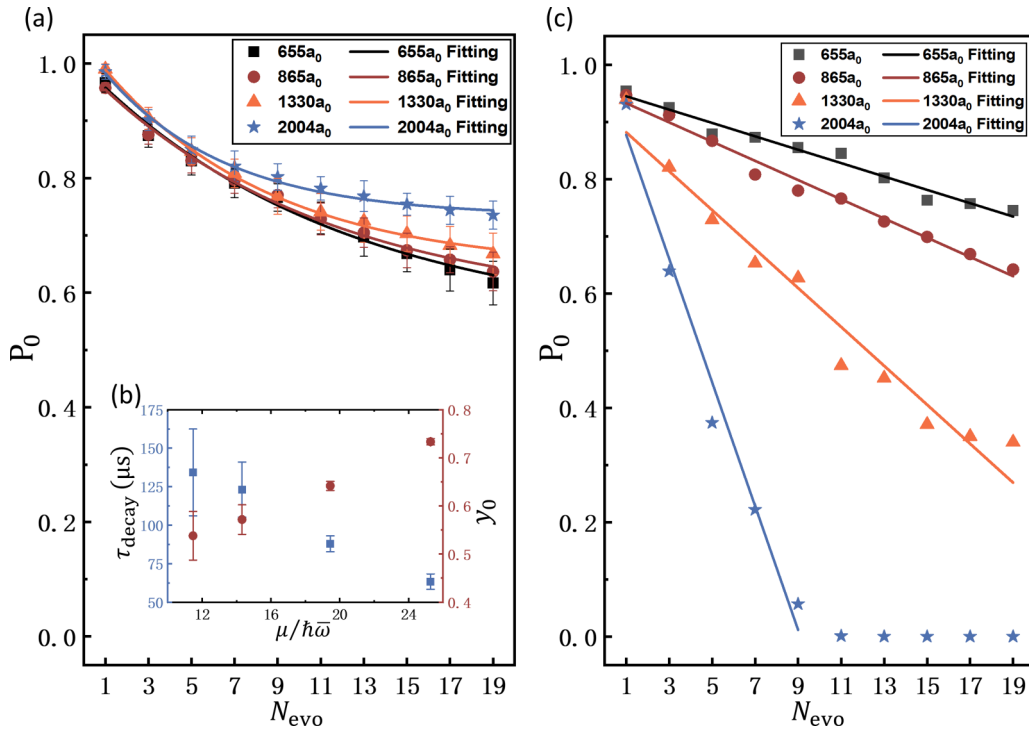 (a)
655a₀ 655a₀ Fitting
865a₀ 865a₀ Fitting
1330a₀ 1330a₀ Fitting
2004a₀ 2004a₀ Fitting
1.0
0.8
0.6
0.4
0.2
0.0
P₀
1 3 5 7 9 11 13 15 17 19
N_evo
(b)
175
150
125
100
75
50
τ_decay (μs)
0.8
0.7
0.6
0.5
0.4
y₀
12 16 20 24
μ/ħω̄
(c)
655a₀ 655a₀ Fitting
865a₀ 865a₀ Fitting
1330a₀ 1330a₀ Fitting
2004a₀ 2004a₀ Fitting
1.0
0.8
0.6
0.4
0.2
0.0
P₀
1 3 5 7 9 11 13 15 17 19
N_evo